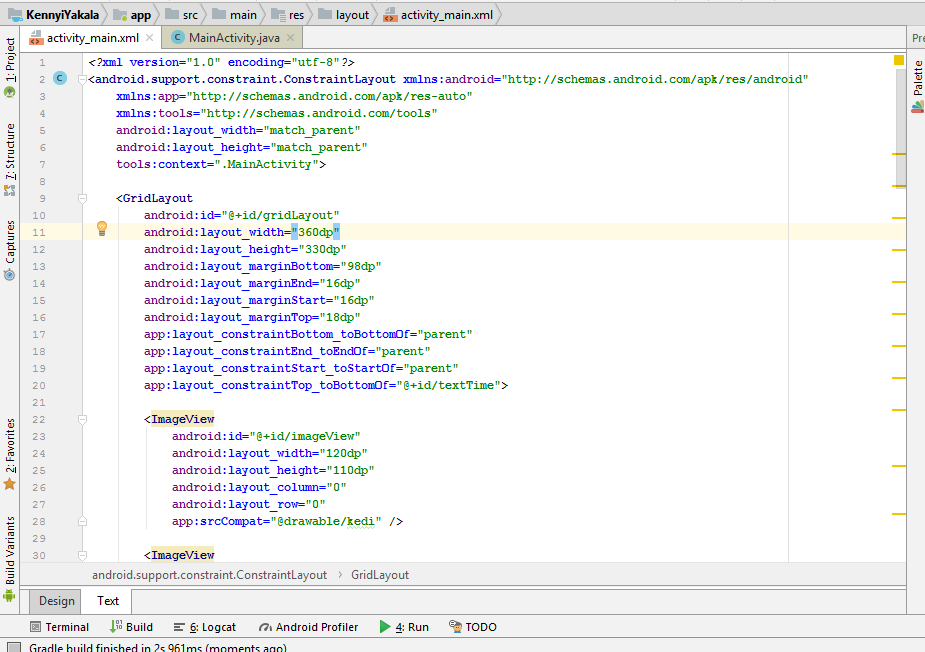 KennyiYakala app src main res layout activity_main.xml
activity_main.xml MainActivity.java Pre
1 <?xml version="1.0" encoding="utf-8"?>
2 <android.support.constraint.ConstraintLayout xmlns:android="http://schemas.android.com/apk/res/android"
3 xmlns:app="http://schemas.android.com/apk/res-auto"
4 xmlns:tools="http://schemas.android.com/tools"
5 android:layout_width="match_parent"
6 android:layout_height="match_parent"
7 tools:context=".MainActivity">
8
9 <GridLayout
10 android:id="@+id/gridLayout"
11 android:layout_width="360dp"
12 android:layout_height="330dp"
13 android:layout_marginBottom="98dp"
14 android:layout_marginEnd="16dp"
15 android:layout_marginStart="16dp"
16 android:layout_marginTop="18dp"
17 app:layout_constraintBottom_toBottomOf="parent"
18 app:layout_constraintEnd_toEndOf="parent"
19 app:layout_constraintStart_toStartOf="parent"
20 app:layout_constraintTop_toBottomOf="@+id/textTime">
21
22 <ImageView
23 android:id="@+id/imageView"
24 android:layout_width="120dp"
25 android:layout_height="110dp"
26 android:layout_column="0"
27 android:layout_row="0"
28 app:srcCompat="@drawable/kedi" />
29
30 <ImageView
android.support.constraint.ConstraintLayout › GridLayout
Design Text
Terminal Build 6: Logcat Android Profiler 4: Run TODO
Gradle build finished in 2s 961ms (moments ago)
1: Project
7: Structure
Captures
2: Favorites
Build Variants
Palette